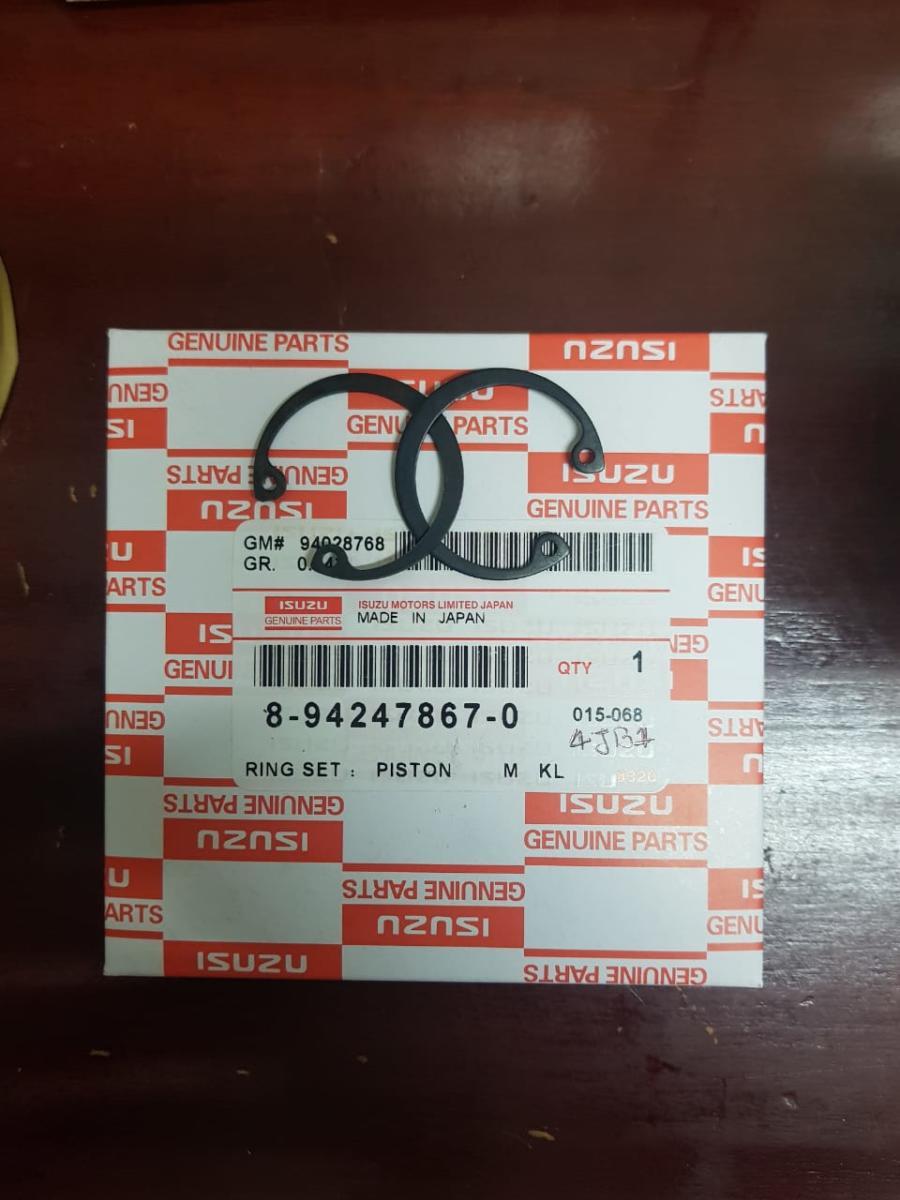 GENUINE PARTS
ISUZU
GENUINE PARTS
ISUZU
GENUINE PARTS
ISUZU
GENUINE PARTS
GM# 94028768
GR.
ISUZU
GENUINE PARTS
ISUZU MOTORS LIMITED JAPAN
MADE IN JAPAN
QTY 1
8-94247867-0
015-068
4JB1
RING SET : PISTON M KL
ISUZU
GENUINE PARTS
GENUINE PARTS
ISUZU
GENUINE PARTS
ISUZU
ISUZU
GENUINE PARTS